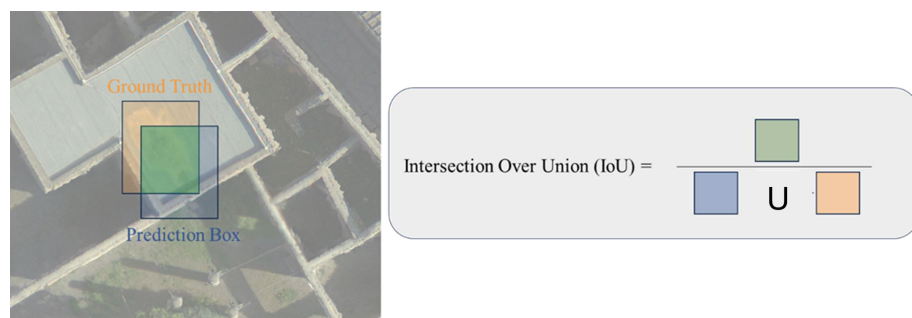 Ground Truth
Prediction Box
Intersection Over Union (IoU) =
U